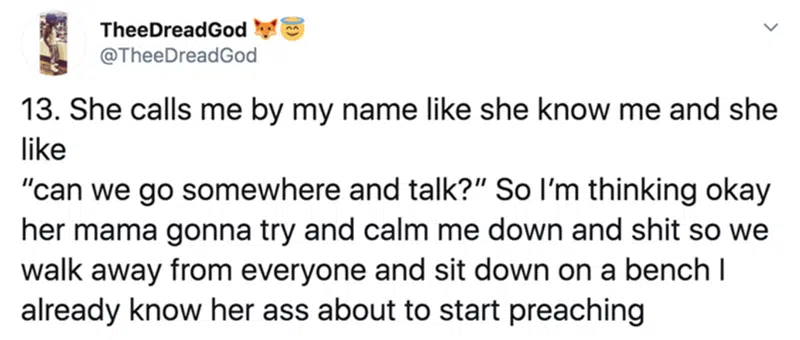 TheeDreadGod 🦊😇
@TheeDreadGod
13. She calls me by my name like she know me and she
like
"can we go somewhere and talk?" So I'm thinking okay
her mama gonna try and calm me down and shit so we
walk away from everyone and sit down on a bench I
already know her ass about to start preaching